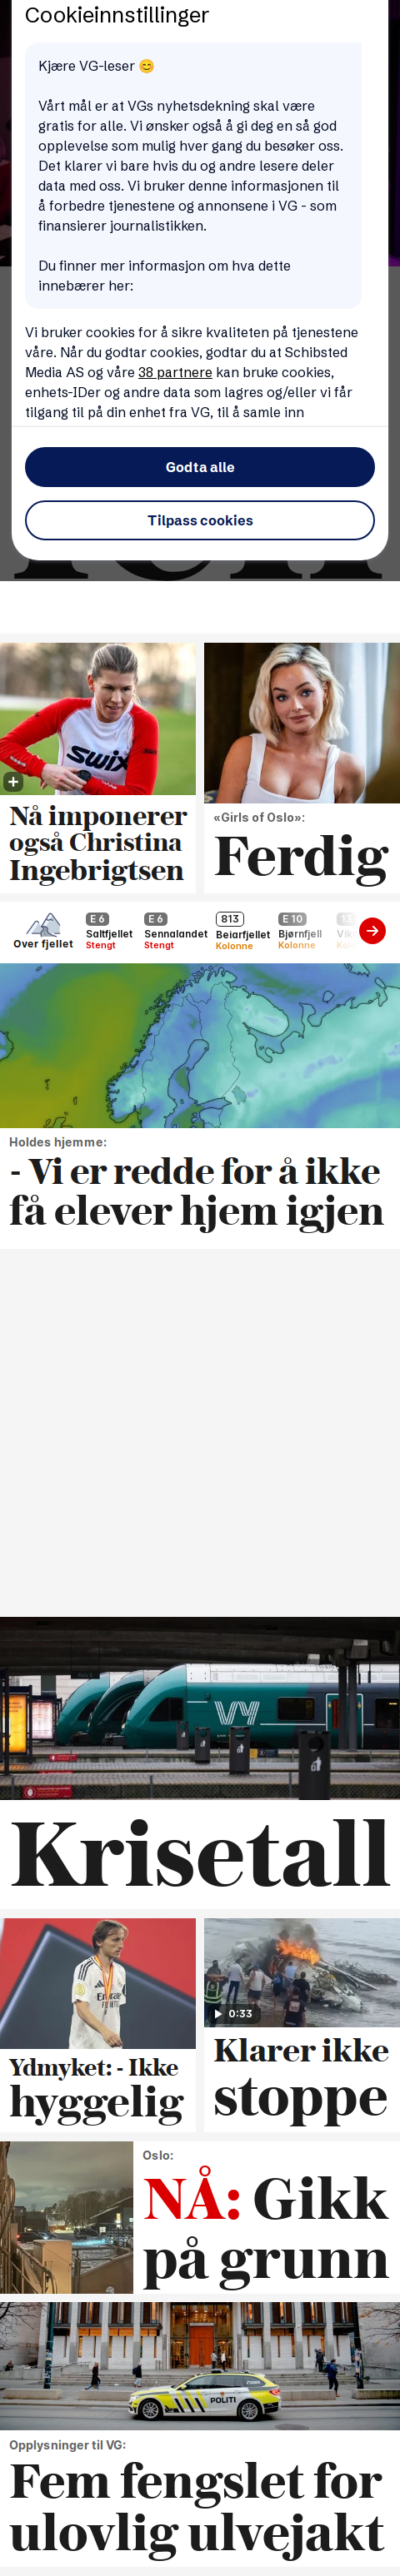 Cookieinnstillinger
Kjære VG-leser 😊
Vårt mål er at VGs nyhetsdekning skal være
gratis for alle. Vi ønsker også å gi deg en så god
opplevelse som mulig hver gang du besøker oss.
Det klarer vi bare hvis du og andre lesere deler
data med oss. Vi bruker denne informasjonen til
å forbedre tjenestene og annonsene i VG - som
finansierer journalistikken.
Du finner mer informasjon om hva dette
innebærer her:
Vi bruker cookies for å sikre kvaliteten på tjenestene
våre. Når du godtar cookies, godtar du at Schibsted
Media AS og våre 38 partnere kan bruke cookies,
enhets-IDer og andre data som lagres og/eller vi får
tilgang til på din enhet fra VG, til å samle inn
Godta alle
Tilpass cookies
swix
Nå imponerer
også Christina
Ingebrigtsen
«Girls of Oslo»:
Ferdig
Over fjellet
E 6
Saltfjellet
Stengt
E 6
Sennalandet
Stengt
813
Beiarfjellet
Kolonne
E 10
Bjørnfjell
Kolonne
Holdes hjemme:
- Vi er redde for å ikke
få elever hjem igjen
VY
Krisetall
Ydmyket: - Ikke
hyggelig
0:33
Klarer ikke
stoppe
Oslo:
NÅ: Gikk
på grunn
POLITI
Opplysninger til VG:
Fem fengslet for
ulovlig ulvejakt